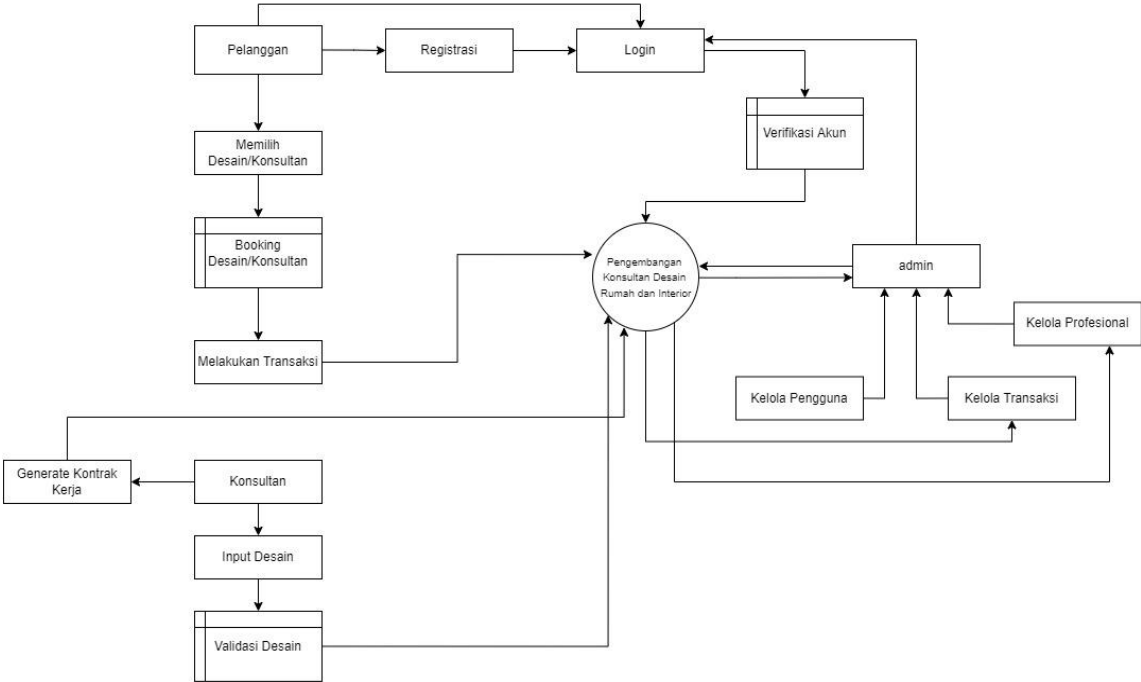 Pelanggan
Registrasi
Login
Verifikasi Akun
Memilih
Desain/Konsultan
Booking
Desain/Konsultan
Pengembangan
Konsultan Desain
Rumah dan Interior
admin
Kelola Profesional
Melakukan Transaksi
Kelola Pengguna
Kelola Transaksi
Generate Kontrak
Kerja
Konsultan
Input Desain
Validasi Desain